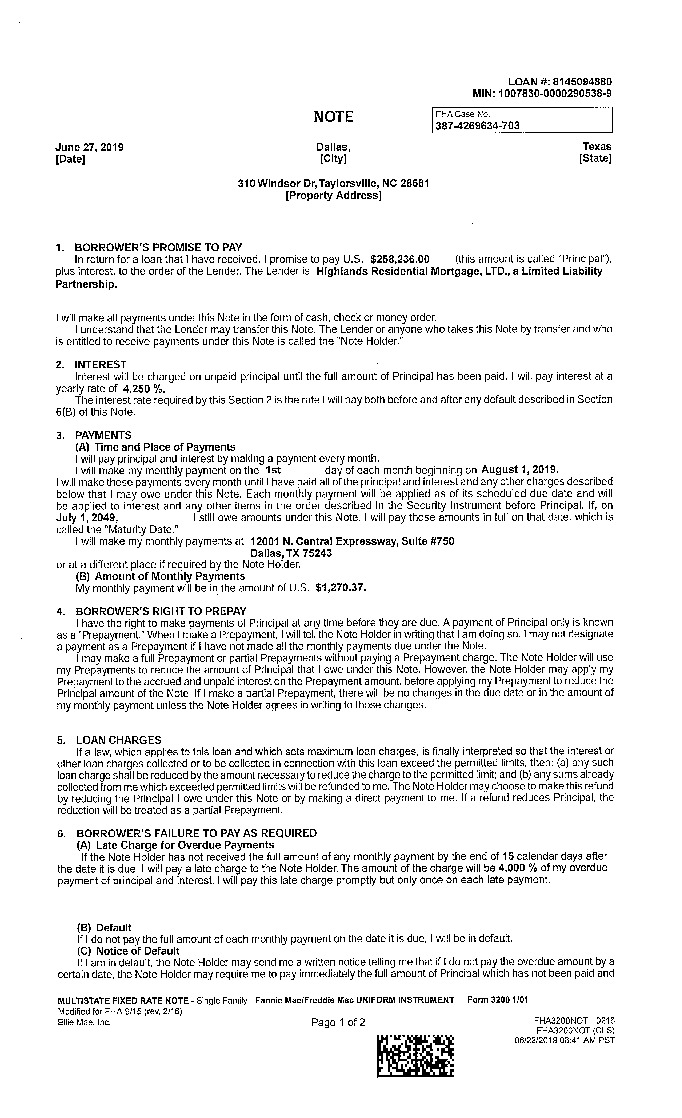 LOAN #: 8145094880
MIN: 1007830-0000290538-9
NOTE
FHA Case No.
387-4269634-703
June 27, 2019 Dallas, Texas
[Date] [City] [State]
310 Windsor Dr, Taylorsville, NC 28681
[Property Address]
1. BORROWER'S PROMISE TO PAY
In return for a loan that I have received, I promise to pay U.S. $258,236.00 (this amount is called "Principal"),
plus interest, to the order of the Lender. The Lender is Highlands Residential Mortgage, LTD., a Limited Liability
Partnership.
I will make all payments under this Note in the form of cash, check or money order.
I understand that the Lender may transfer this Note. The Lender or anyone who takes this Note by transfer and who
is entitled to receive payments under this Note is called the "Note Holder."
2. INTEREST
Interest will be charged on unpaid principal until the full amount of Principal has been paid. I will pay interest at a
yearly rate of 4.250 %.
The interest rate required by this Section 2 is the rate I will pay both before and after any default described in Section
6(B) of this Note.
3. PAYMENTS
(A) Time and Place of Payments
I will pay principal and interest by making a payment every month.
I will make my monthly payment on the 1st day of each month beginning on August 1, 2019.
I will make these payments every month until I have paid all of the principal and interest and any other charges described
below that I may owe under this Note. Each monthly payment will be applied as of its scheduled due date and will
be applied to interest and any other items in the order described in the Security Instrument before Principal. If, on
July 1, 2049, I still owe amounts under this Note, I will pay those amounts in full on that date, which is
called the "Maturity Date."
I will make my monthly payments at 12001 N. Central Expressway, Suite #750
Dallas, TX 75243
or at a different place if required by the Note Holder.
(B) Amount of Monthly Payments
My monthly payment will be in the amount of U.S. $1,270.37.
4. BORROWER'S RIGHT TO PREPAY
I have the right to make payments of Principal at any time before they are due. A payment of Principal only is known
as a "Prepayment." When I make a Prepayment, I will tell the Note Holder in writing that I am doing so. I may not designate
a payment as a Prepayment if I have not made all the monthly payments due under the Note.
I may make a full Prepayment or partial Prepayments without paying a Prepayment charge. The Note Holder will use
my Prepayments to reduce the amount of Principal that I owe under this Note. However, the Note Holder may apply my
Prepayment to the accrued and unpaid interest on the Prepayment amount, before applying my Prepayment to reduce the
Principal amount of the Note. If I make a partial Prepayment, there will be no changes in the due date or in the amount of
my monthly payment unless the Note Holder agrees in writing to those changes.
5. LOAN CHARGES
If a law, which applies to this loan and which sets maximum loan charges, is finally interpreted so that the interest or
other loan charges collected or to be collected in connection with this loan exceed the permitted limits, then: (a) any such
loan charge shall be reduced by the amount necessary to reduce the charge to the permitted limit; and (b) any sums already
collected from me which exceeded permitted limits will be refunded to me. The Note Holder may choose to make this refund
by reducing the Principal I owe under this Note or by making a direct payment to me. If a refund reduces Principal, the
reduction will be treated as a partial Prepayment.
6. BORROWER'S FAILURE TO PAY AS REQUIRED
(A) Late Charge for Overdue Payments
If the Note Holder has not received the full amount of any monthly payment by the end of 15 calendar days after
the date it is due, I will pay a late charge to the Note Holder. The amount of the charge will be 4.000 % of my overdue
payment of principal and interest. I will pay this late charge promptly but only once on each late payment.
(B) Default
If I do not pay the full amount of each monthly payment on the date it is due, I will be in default.
(C) Notice of Default
If I am in default, the Note Holder may send me a written notice telling me that if I do not pay the overdue amount by a
certain date, the Note Holder may require me to pay immediately the full amount of Principal which has not been paid and
MULTISTATE FIXED RATE NOTE - Single Family - Fannie Mae/Freddie Mac UNIFORM INSTRUMENT Form 3200 1/01
Modified for FHA 9/15 (rev. 2/16)
Ellie Mae, Inc. Page 1 of 2 FHA3200NOT 0216
FHA3200NOT (CLS)
08:41 AM PST